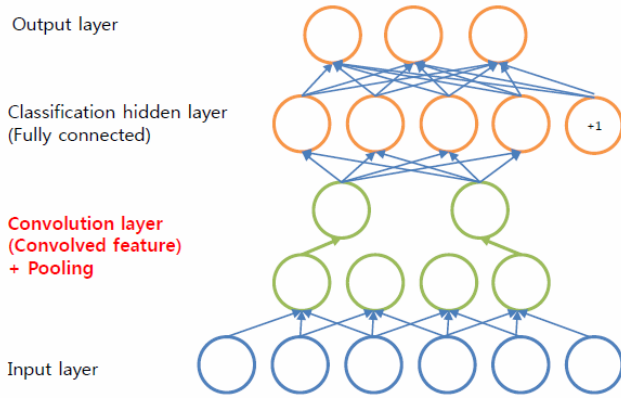 Output layer
Classification hidden layer
(Fully connected)
+1
Convolution layer
(Convolved feature)
+ Pooling
Input layer